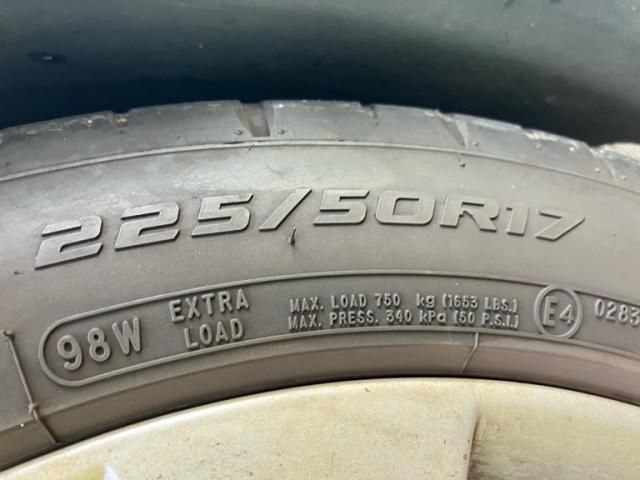 225/50R17
98W EXTRA LOAD
MAX. LOAD 750 kg (1653 LBS.)
MAX. PRESS. 340 kPa (50 P.S.I.)
E4 0283